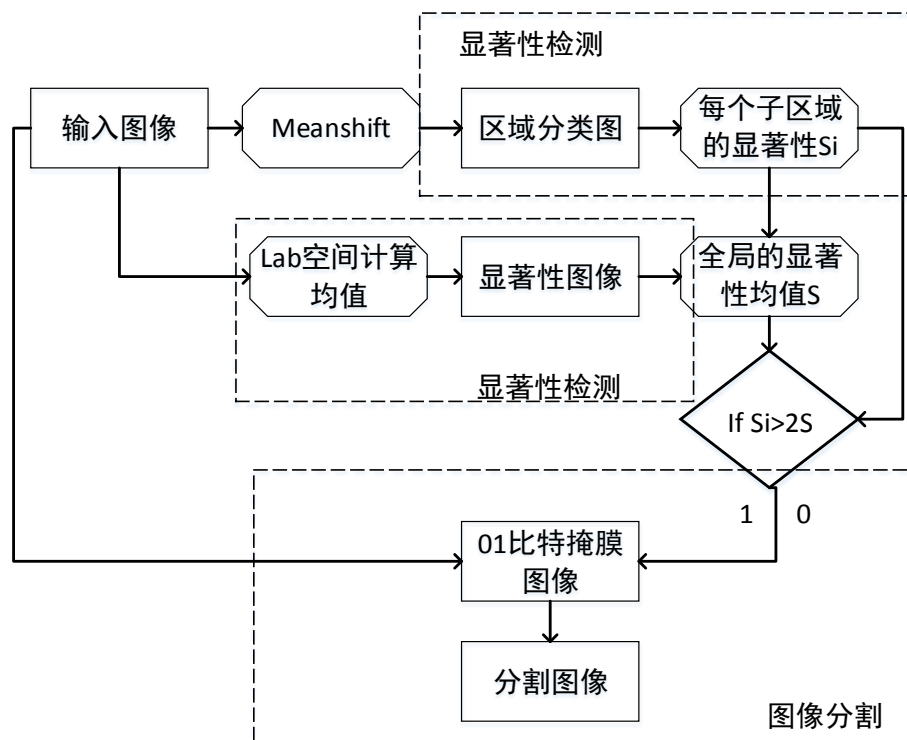 显著性检测
输入图像
Meanshift
区域分类图
每个子区域
的显著性Si
Lab空间计算
均值
显著性图像
全局的显著
性均值S
显著性检测
If Si>2S
1
0
01比特掩膜
图像
分割图像
图像分割